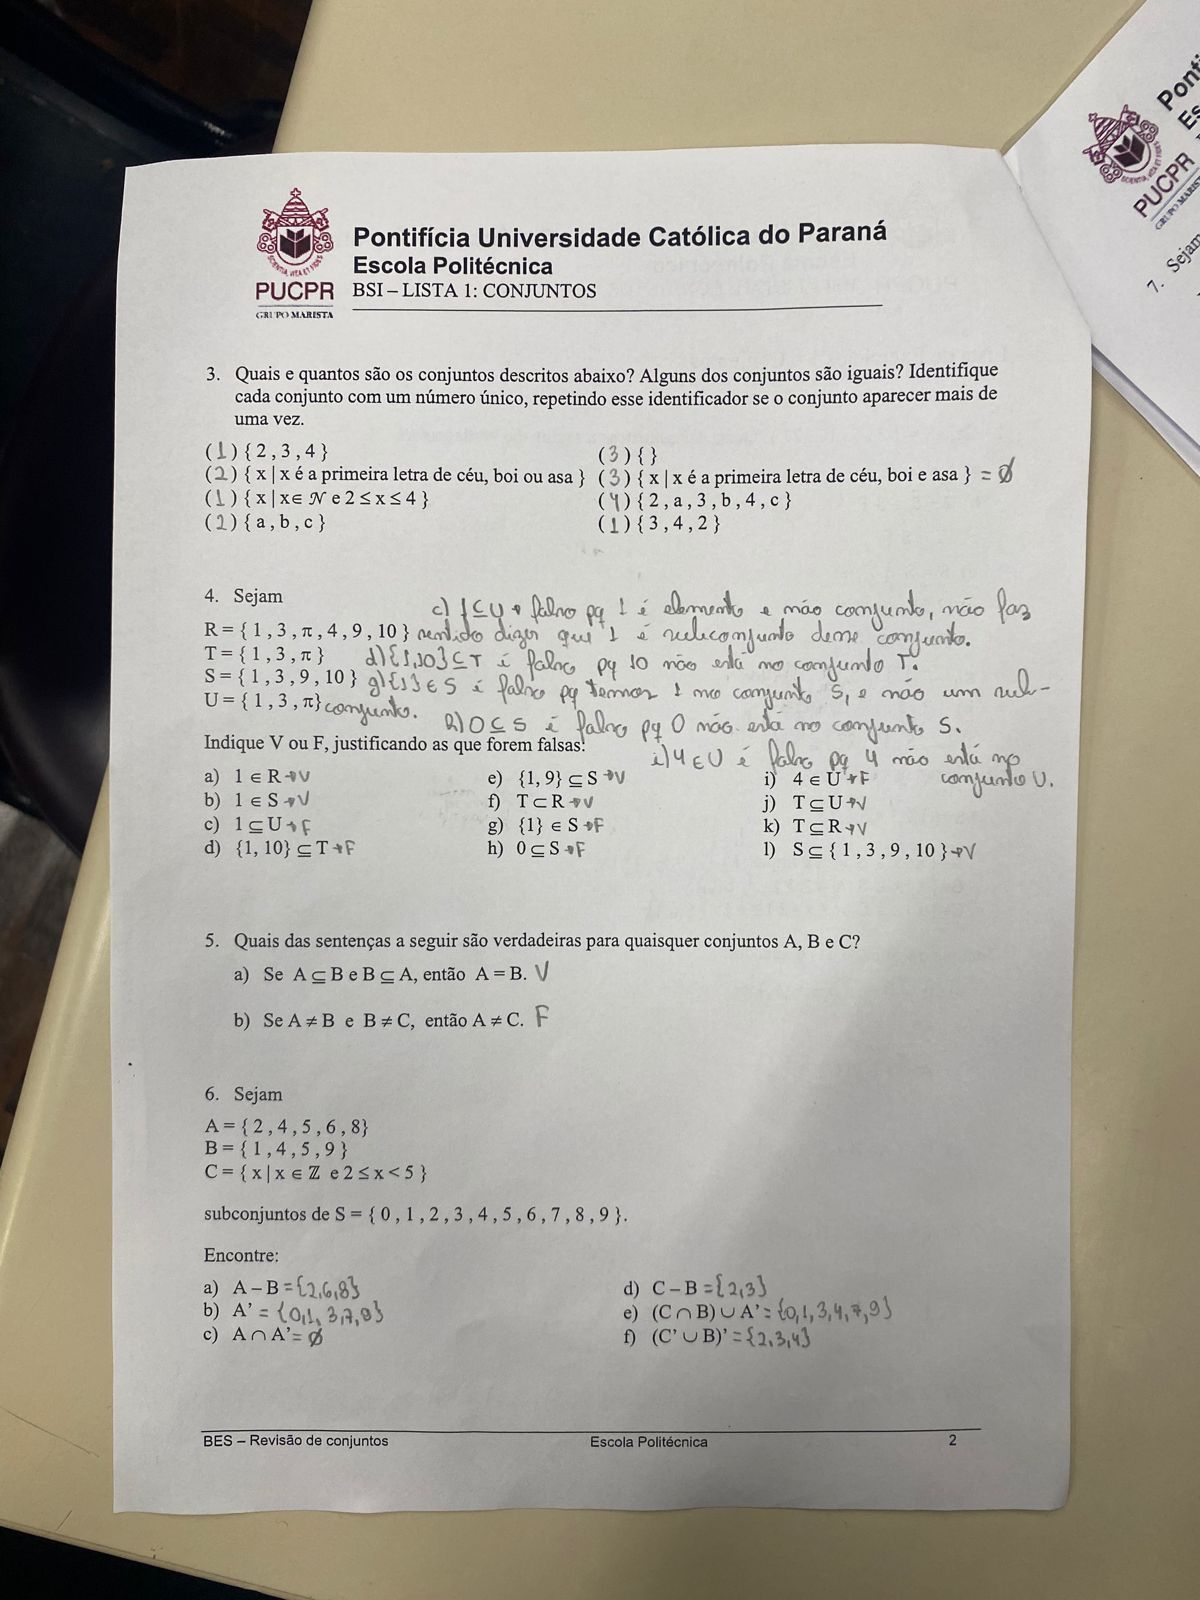 Pontifícia Universidade Católica do Paraná
Escola Politécnica
PUCPR BSI – LISTA 1: CONJUNTOS
GRUPO MARISTA
3. Quais e quantos são os conjuntos descritos abaixo? Alguns dos conjuntos são iguais? Identifique
cada conjunto com um número único, repetindo esse identificador se o conjunto aparecer mais de
uma vez.
(1) { 2 , 3 , 4 }
(2) { x | x é a primeira letra de céu, boi ou asa }
(1) { x | x ∈ N e 2 ≤ x ≤ 4 }
(2) { a , b , c }
(3) { }
(3) { x | x é a primeira letra de céu, boi e asa } = ∅
(4) { 2 , a , 3 , b , 4 , c }
(1) { 3 , 4 , 2 }
4. Sejam
R = { 1 , 3 , π , 4 , 9 , 10 }
T = { 1 , 3 , π }
S = { 1 , 3 , 9 , 10 }
U = { 1 , 3 , π}
c) 1 ⊆ U → falso pq 1 é elemento e não conjunto, não faz
sentido dizer que 1 é subconjunto desse conjunto.
d) {1,10} ⊆ T é falso pq 10 não está no conjunto T.
g) {1} ∈ S é falso pq temos 1 no conjunto S, e não um sub-
conjunto.
h) 0 ⊆ S é falso pq 0 não está no conjunto S.
i) 4 ∈ U é falso pq 4 não está no
conjunto U.
Indique V ou F, justificando as que forem falsas:
a) 1 ∈ R → V
b) 1 ∈ S → V
c) 1 ⊆ U → F
d) {1, 10} ⊆ T → F
e) {1, 9} ⊆ S → V
f) T ⊂ R → V
g) {1} ∈ S → F
h) 0 ⊆ S → F
i) 4 ∈ U → F
j) T ⊆ U → V
k) T ⊆ R → V
l) S ⊆ { 1 , 3 , 9 , 10 } → V
5. Quais das sentenças a seguir são verdadeiras para quaisquer conjuntos A, B e C?
a) Se A ⊆ B e B ⊆ A, então A = B. V
b) Se A ≠ B e B ≠ C, então A ≠ C. F
6. Sejam
A = { 2 , 4 , 5 , 6 , 8}
B = { 1 , 4 , 5 , 9 }
C = { x | x ∈ ℤ e 2 ≤ x < 5 }
subconjuntos de S = { 0 , 1 , 2 , 3 , 4 , 5 , 6 , 7 , 8 , 9 }.
Encontre:
a) A – B = {2,6,8}
b) A' = {0,1, 3,7,9}
c) A ∩ A' = ∅
d) C – B = {2,3}
e) (C ∩ B) ∪ A' = {0,1,3,4,7,9}
f) (C' ∪ B)' = {2,3,4}
BES – Revisão de conjuntos Escola Politécnica 2
Ponti
Es
PUCPR
GRUPO MARIST
7. Sejam